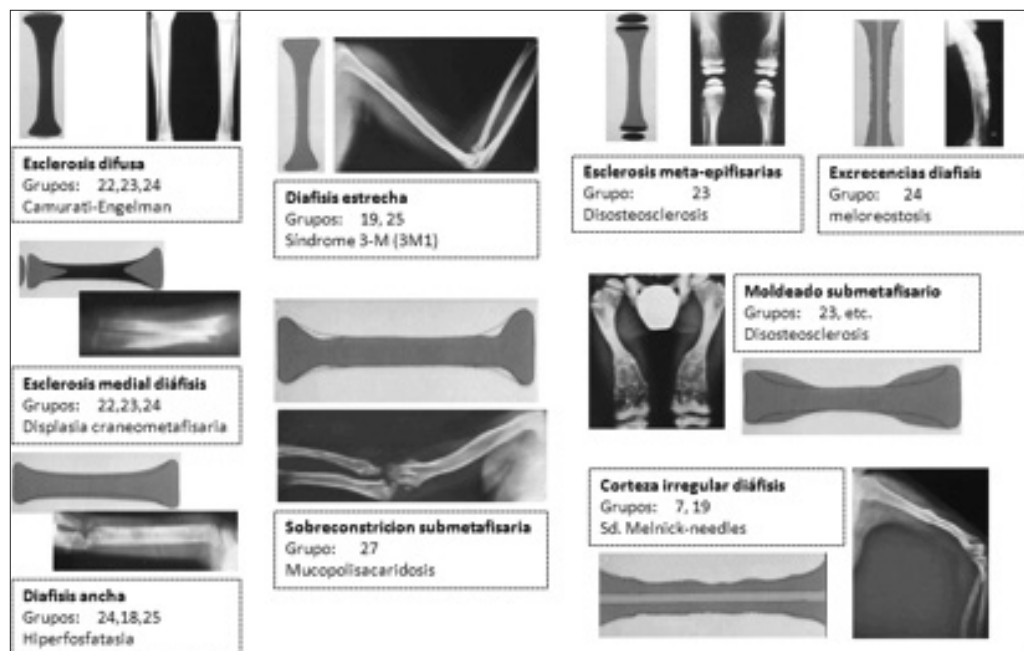 Esclerosis difusa
Grupos: 22,23,24
Camurati-Engelman
Esclerosis medial diáfisis
Grupos: 22,23,24
Displasia craneometafisaria
Diafisis ancha
Grupos: 24,18,25
Hiperfosfatasia
Diafisis estrecha
Grupos: 19, 25
Síndrome 3-M (3M1)
Sobreconstricion submetafisaria
Grupo: 27
Mucopolisacaridosis
Esclerosis meta-epifisarias
Grupo: 23
Disosteosclerosis
Excrecencias diafisis
Grupo: 24
meloreostosis
Moldeado submetafisario
Grupos: 23, etc.
Disosteosclerosis
Corteza irregular diáfisis
Grupos: 7, 19
Sd. Melnick-needles